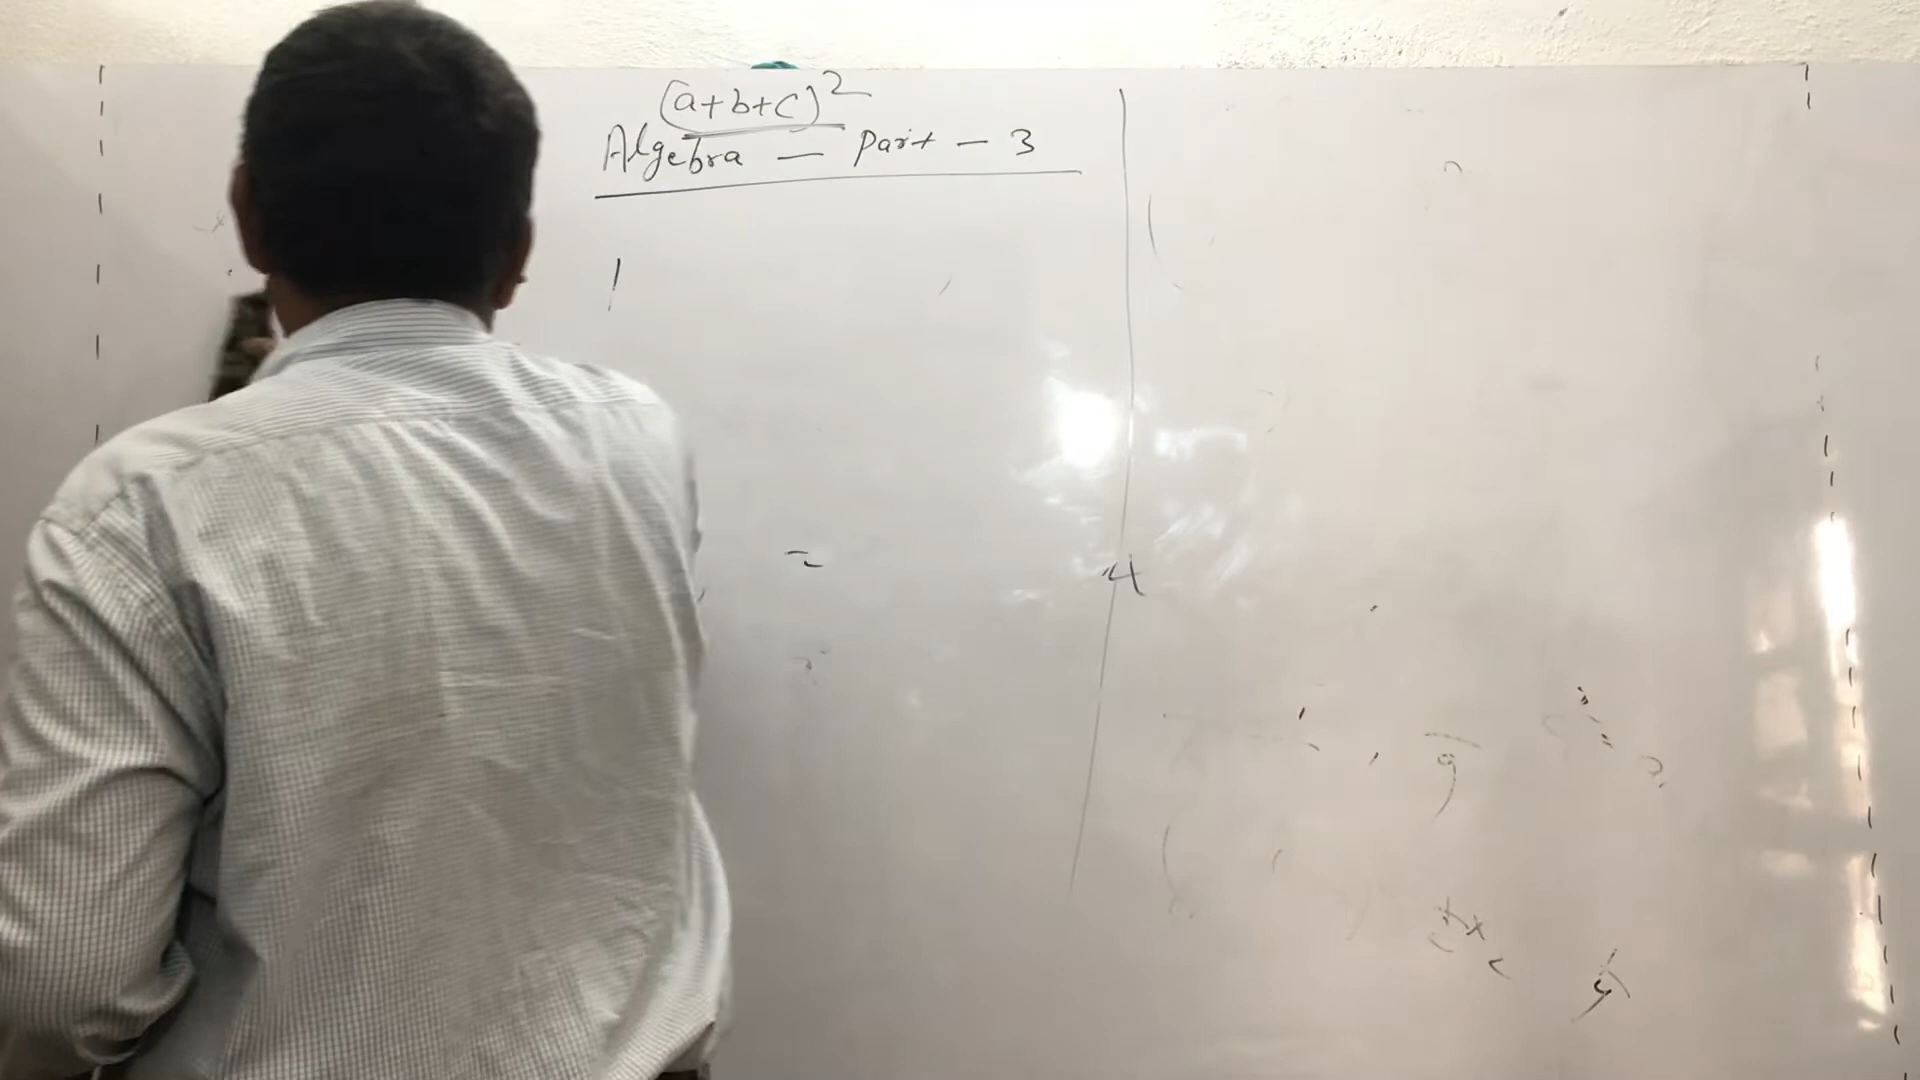 (a+b+c)²
Algebra — Part - 3